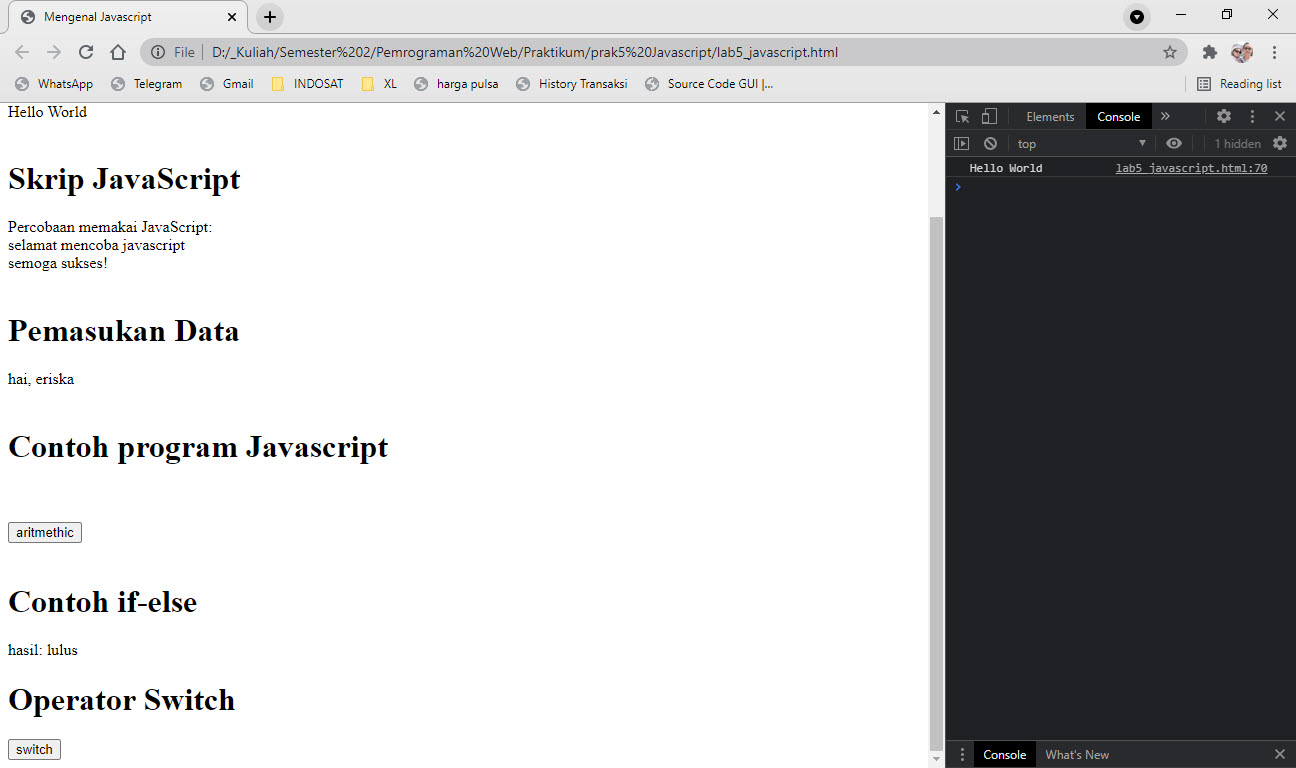 Mengenal Javascript
File D:/_Kuliah/Semester%202/Pemrograman%20Web/Praktikum/prak5%20Javascript/lab5_javascript.html
WhatsApp Telegram Gmail INDOSAT XL harga pulsa History Transaksi Source Code GUI |... Reading list
Hello World
Skrip JavaScript
Percobaan memakai JavaScript:
selamat mencoba javascript
semoga sukses!
Pemasukan Data
hai, eriska
Contoh program Javascript
aritmethic
Contoh if-else
hasil: lulus
Operator Switch
switch
Elements Console
top 1 hidden
Hello World lab5_javascript.html:70
Console What's New